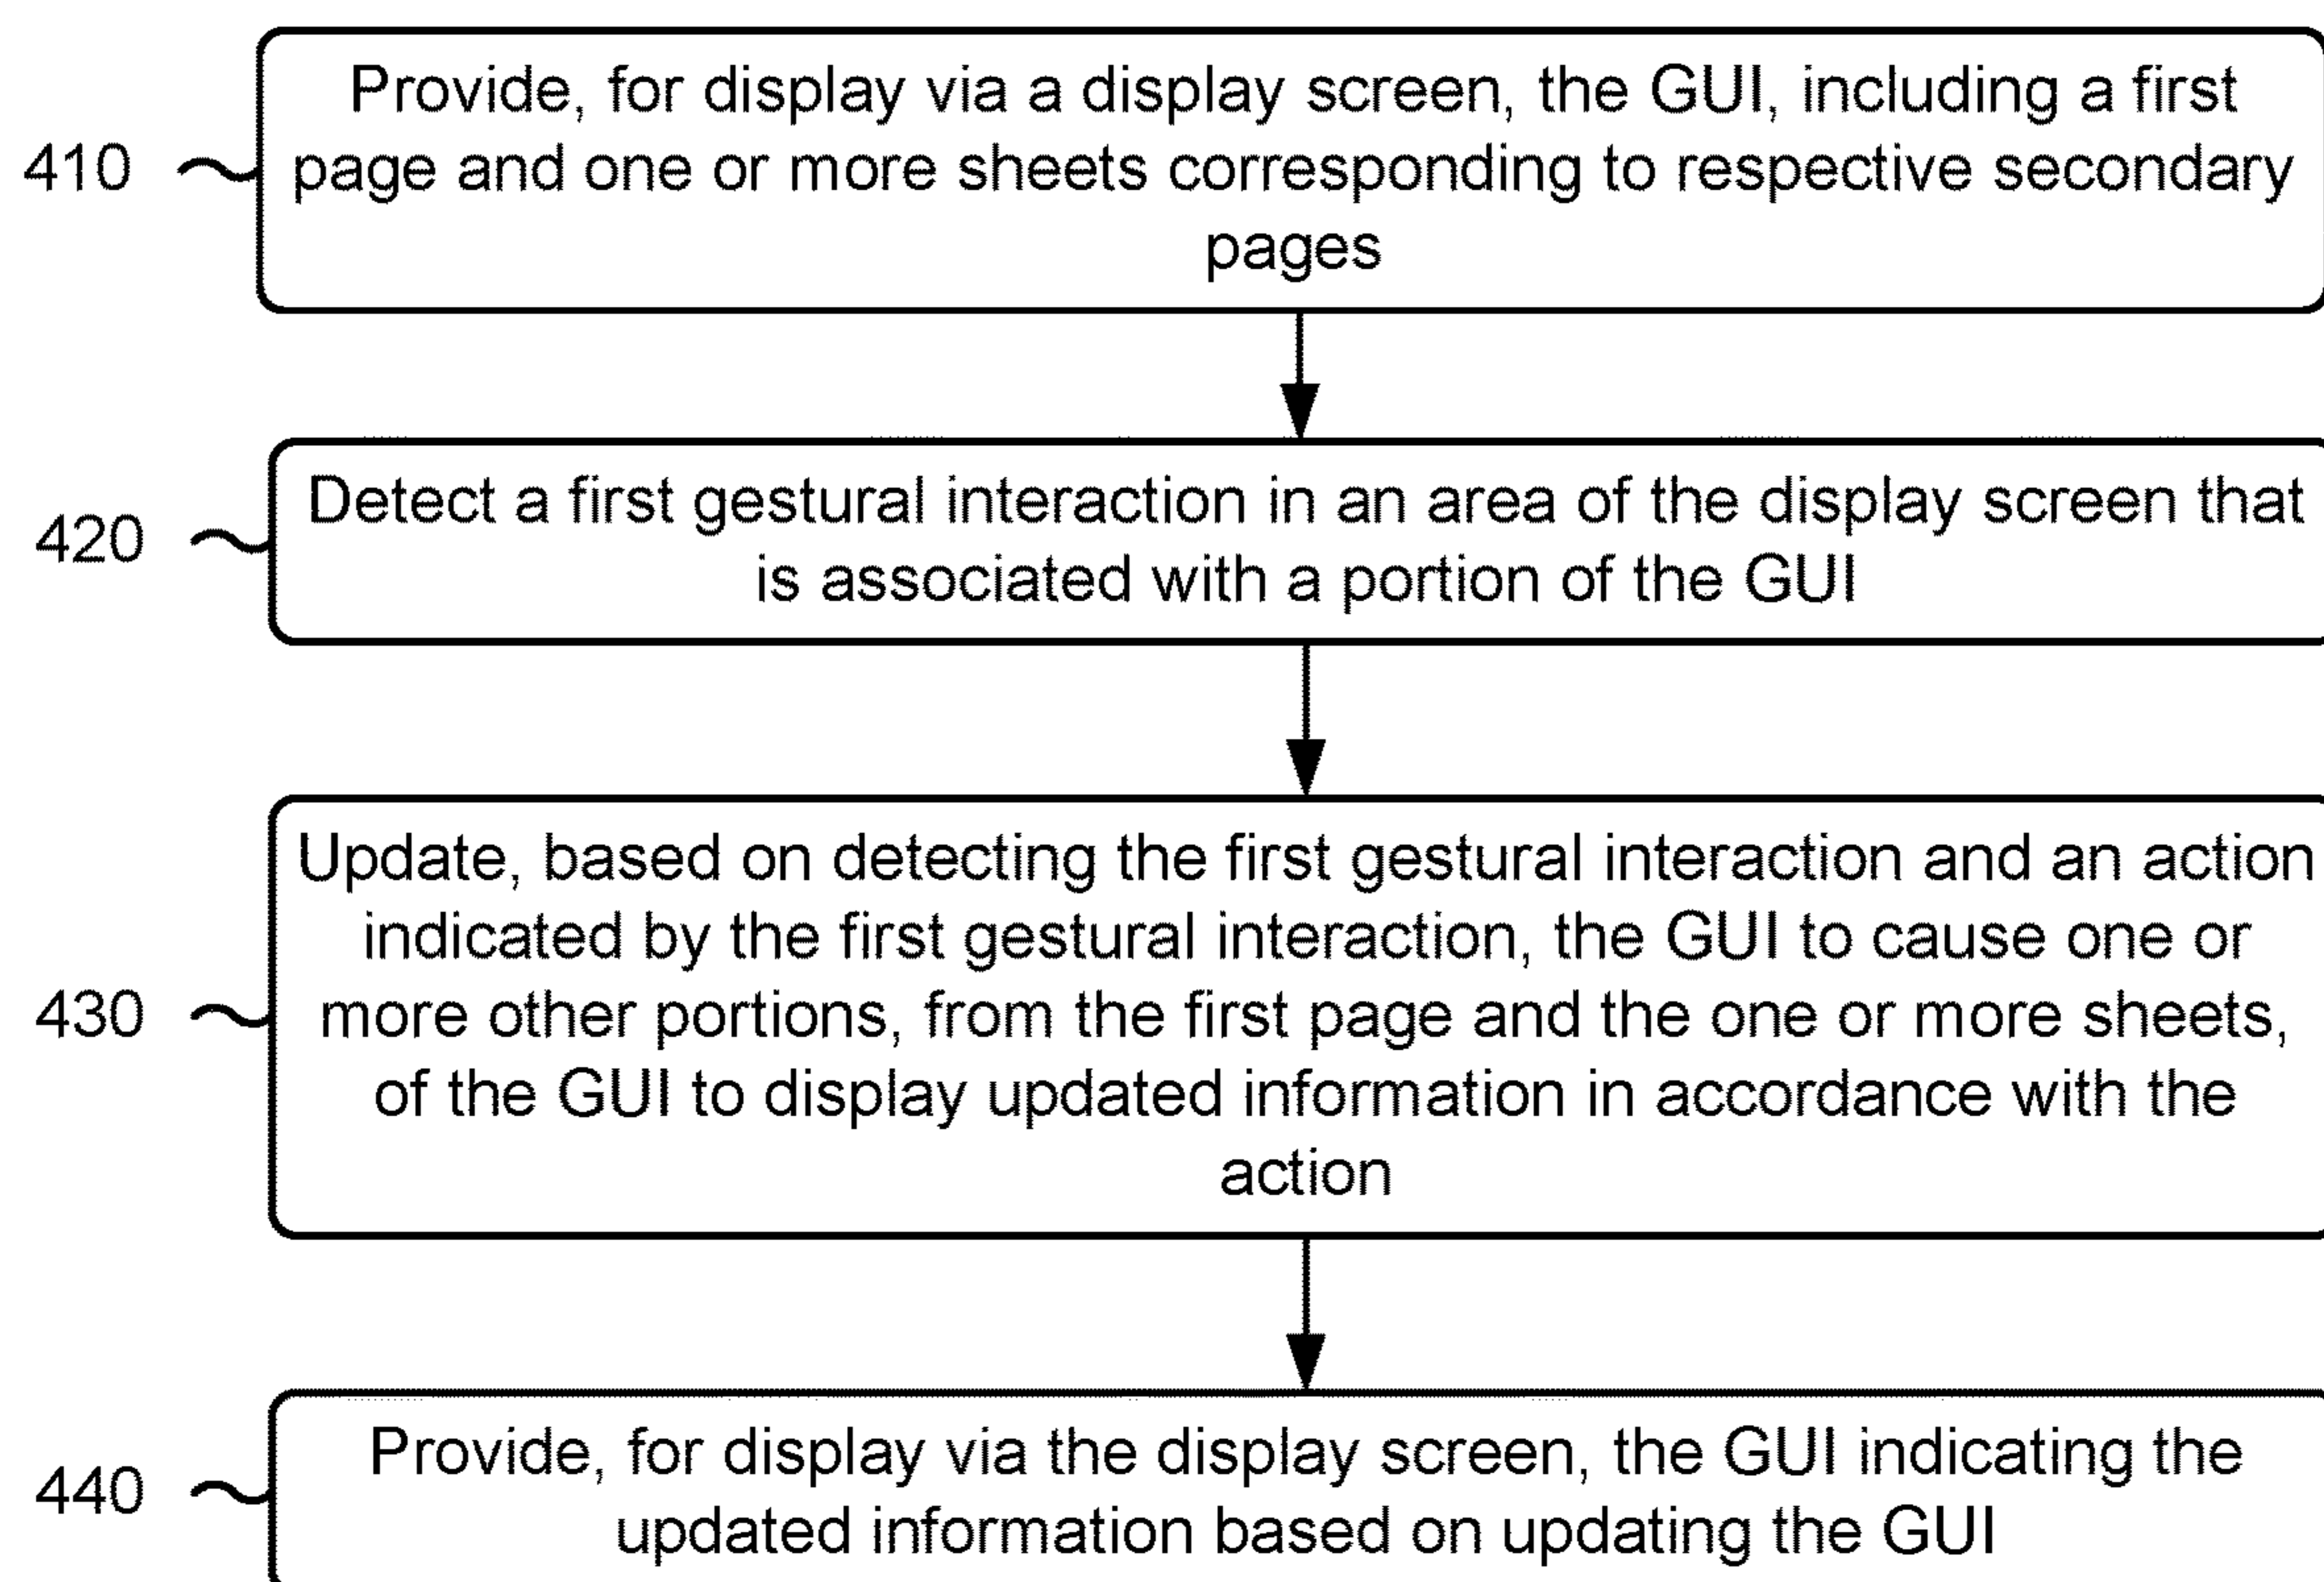 Provide, for display via a display screen, the GUI, including a first
410 page and one or more sheets corresponding to respective secondary
pages
Detect a first gestural interaction in an area of the display screen that
420
is associated with a portion of the GUI
Update, based on detecting the first gestural interaction and an action
indicated by the first gestural interaction, the GUI to cause one or
430 more other portions, from the first page and the one or more sheets,
of the GUI to display updated information in accordance with the
action
Provide, for display via the display screen, the GUI indicating the
440
updated information based on updating the GUI